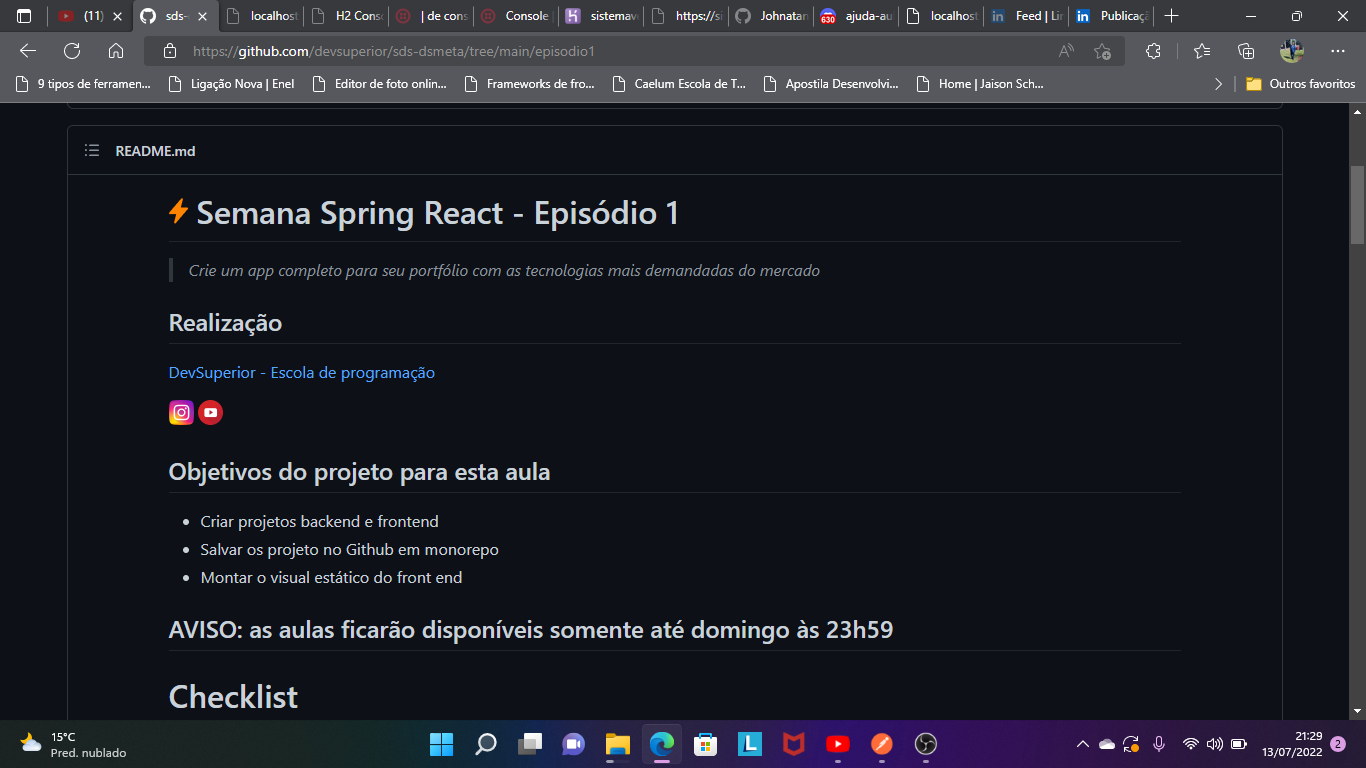 (11)
sds-
localhost
H2 Cons
| de cons
Console
sistemave
https://si
Johnatan
630
ajuda-au
localhost
Feed | Lin
Publicaçã
https://github.com/devsuperior/sds-dsmeta/tree/main/episodio1
9 tipos de ferramen...
Ligação Nova | Enel
Editor de foto onlin...
Frameworks de fro...
Caelum Escola de T...
Apostila Desenvolvi...
Home | Jaison Sch...
Outros favoritos
README.md
Semana Spring React - Episódio 1
Crie um app completo para seu portfólio com as tecnologias mais demandadas do mercado
Realização
DevSuperior - Escola de programação
Objetivos do projeto para esta aula
Criar projetos backend e frontend
Salvar os projeto no Github em monorepo
Montar o visual estático do front end
AVISO: as aulas ficarão disponíveis somente até domingo às 23h59
Checklist
15°C
Pred. nublado
21:29
13/07/2022
2